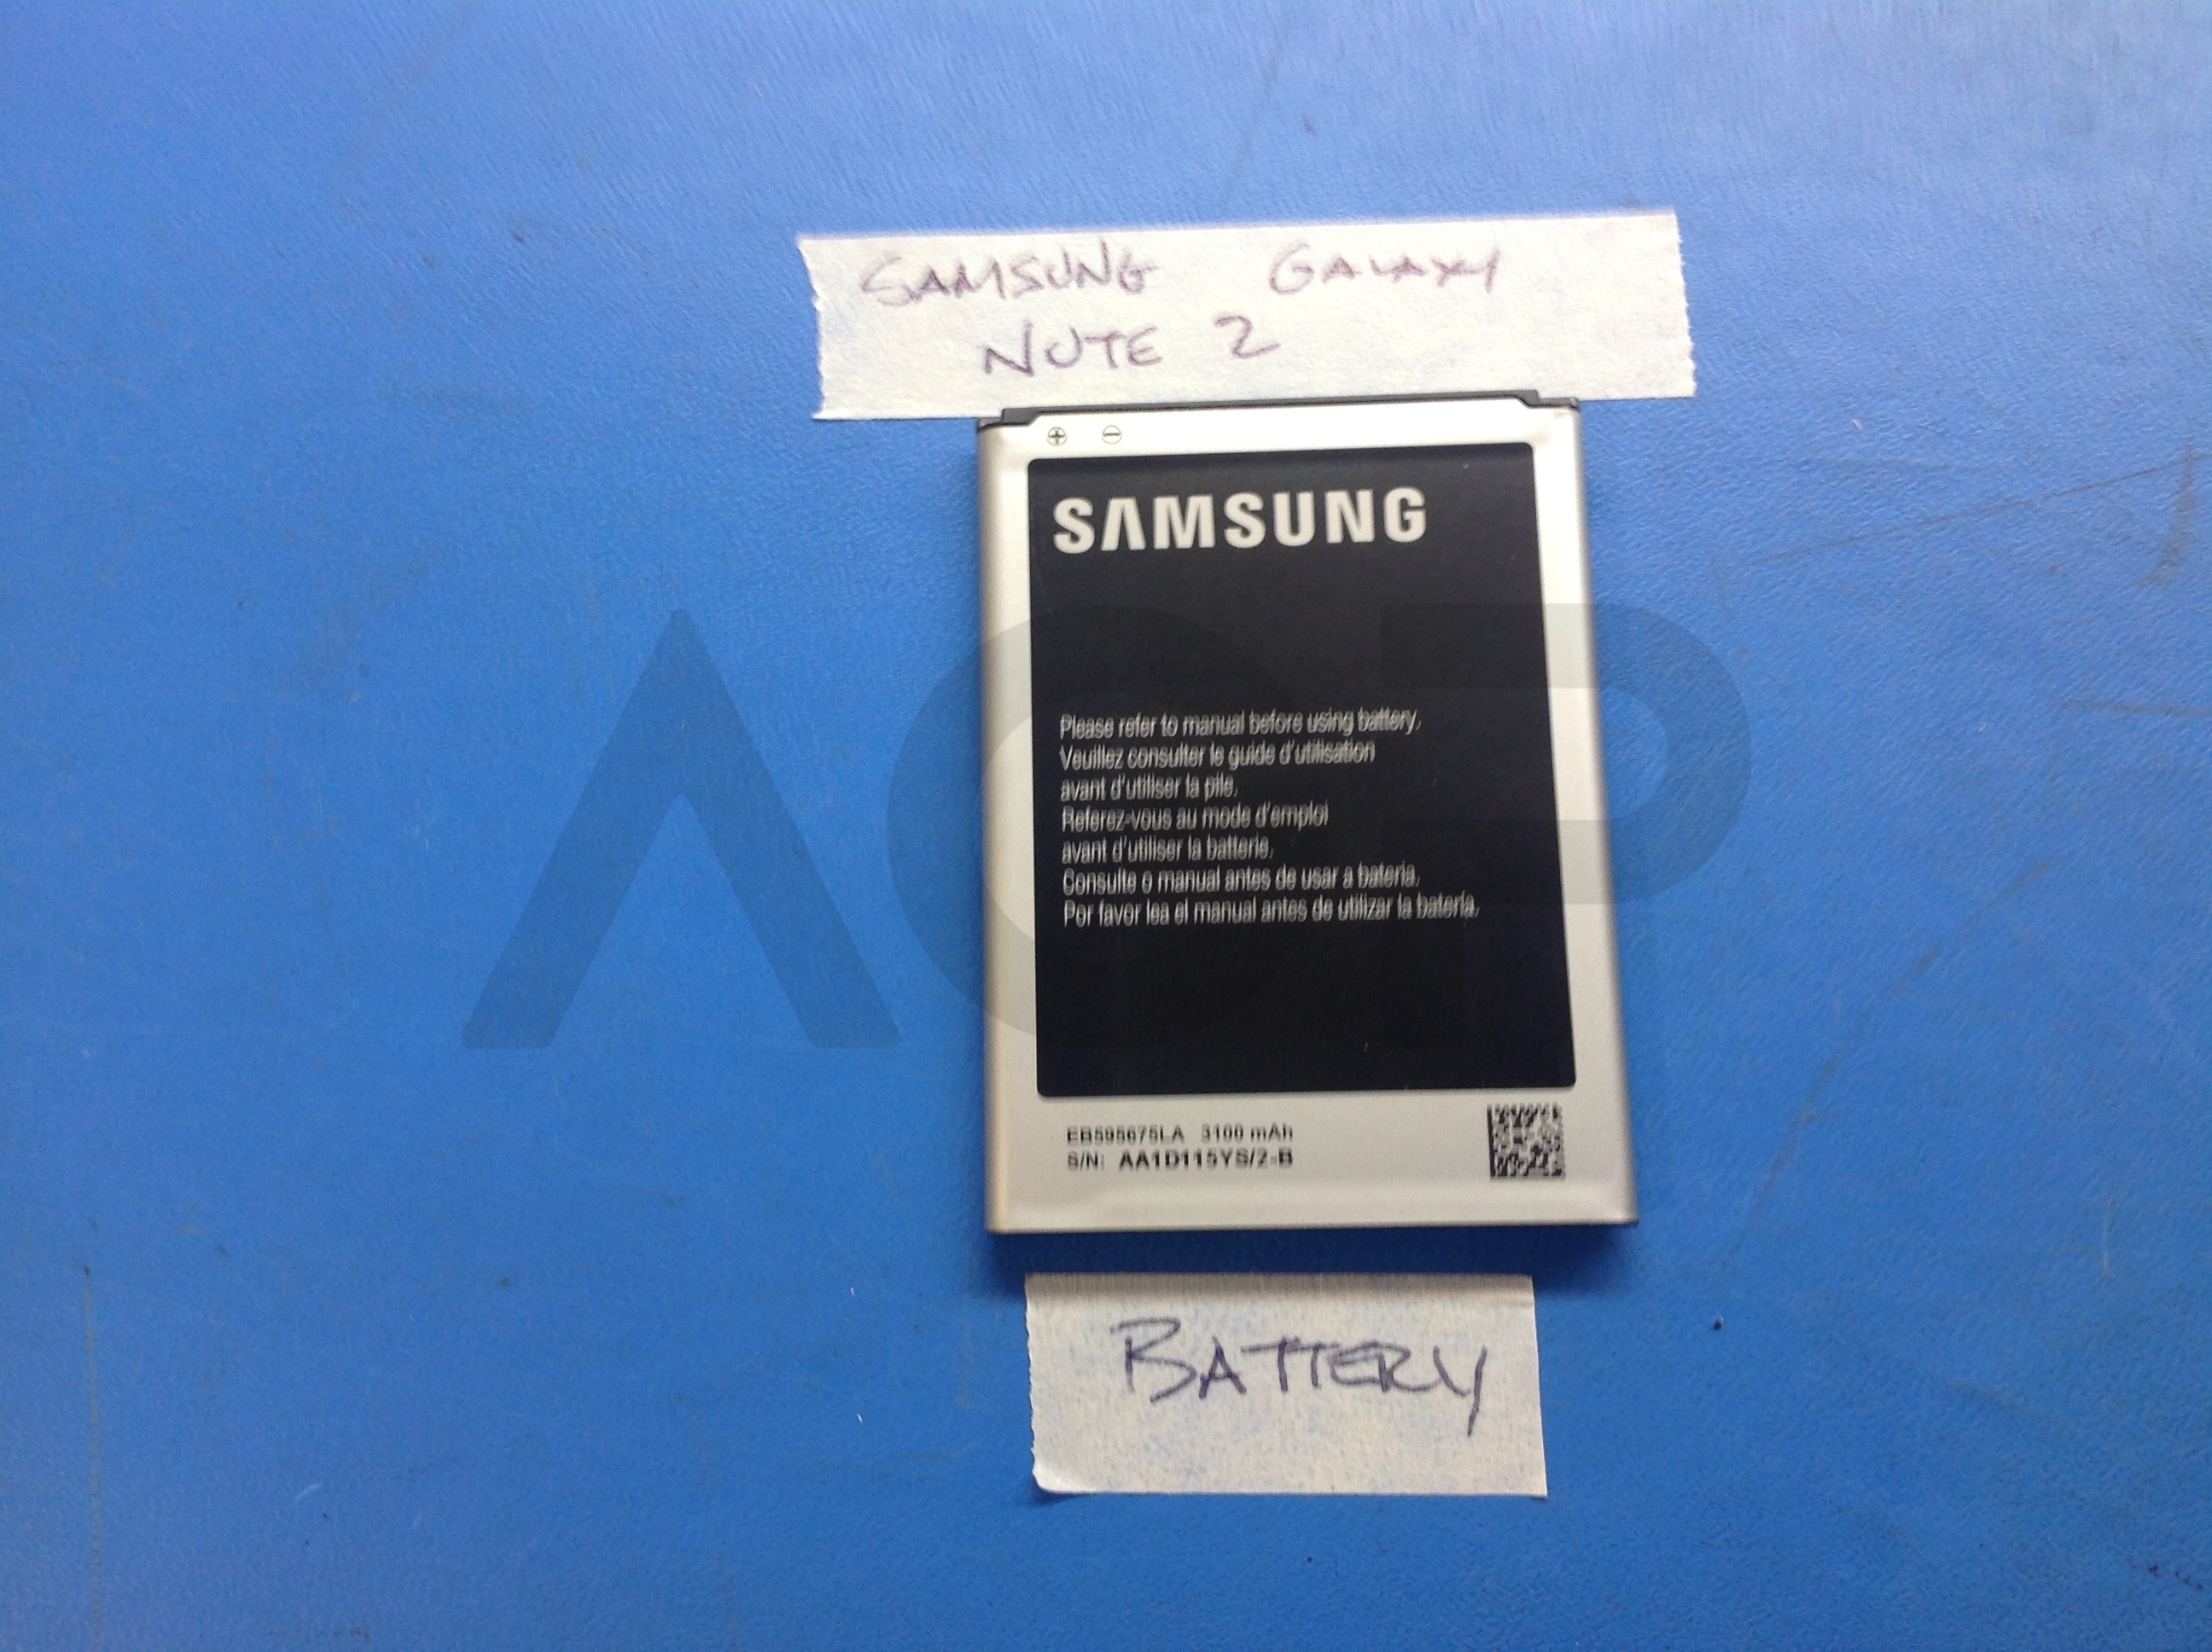 SAMSUNG GALAXY
NOTE 2
SAMSUNG
Please refer to manual before using battery.
Veuillez consulter le guide d'utilisation
avant d'utiliser la pile.
Referez-vous au mode d'emploi
avant d'utiliser la batterie.
Consulte o manual antes de usar a bateria.
Por favor lea el manual antes de utilizar la batería.
EB595675LA 3100 mAh
S/N: AA1D115YS/2-B
BATTERY
ACP